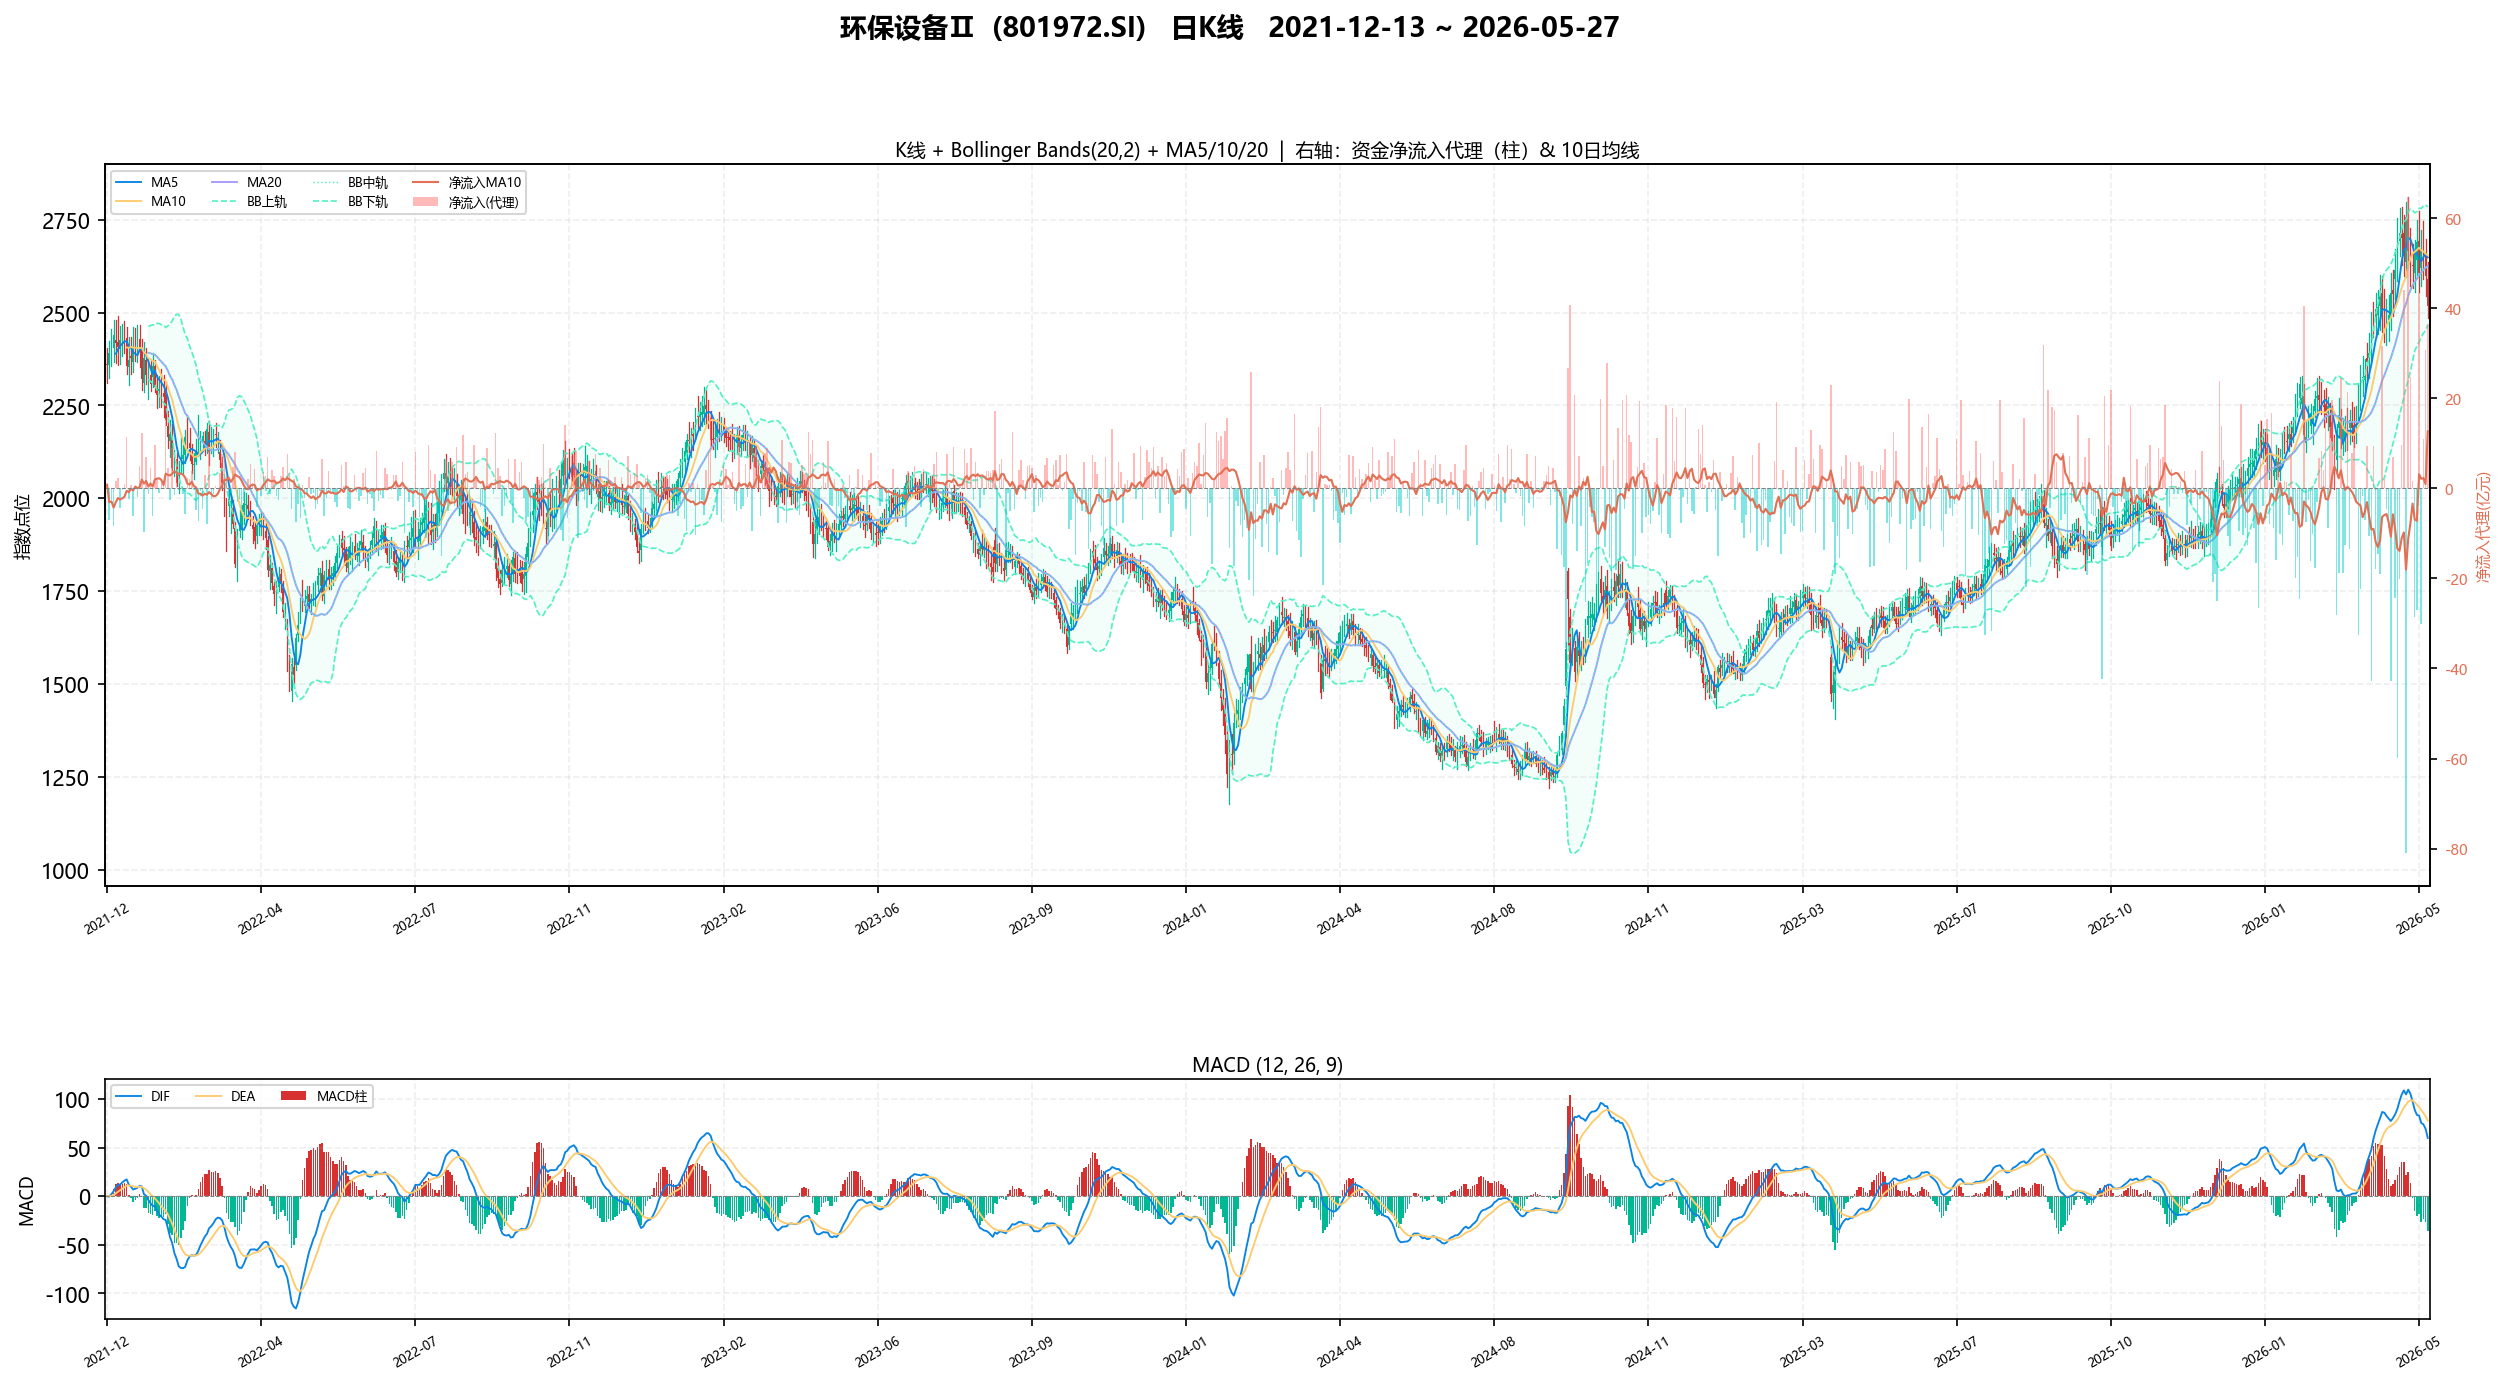 环保设备Ⅱ (801972.SI) 日K线 2021-12-13 ~ 2026-05-27
K线 + Bollinger Bands(20,2) + MA5/10/20 | 右轴：资金净流入代理（柱）& 10日均线
MA5 MA20 BB中轨 净流入MA10
MA10 BB上轨 BB下轨 净流入(代理)
指数点位
2750
2500
2250
2000
1750
1500
1250
1000
60
40
20
0
-20
-40
-60
-80
净流入代理(亿元)
2021-12 2022-04 2022-07 2022-11 2023-02 2023-06 2023-09 2024-01 2024-04 2024-08 2024-11 2025-03 2025-07 2025-10 2026-01 2026-05
MACD (12, 26, 9)
DIF DEA MACD柱
MACD
100
50
0
-50
-100
2021-12 2022-04 2022-07 2022-11 2023-02 2023-06 2023-09 2024-01 2024-04 2024-08 2024-11 2025-03 2025-07 2025-10 2026-01 2026-05